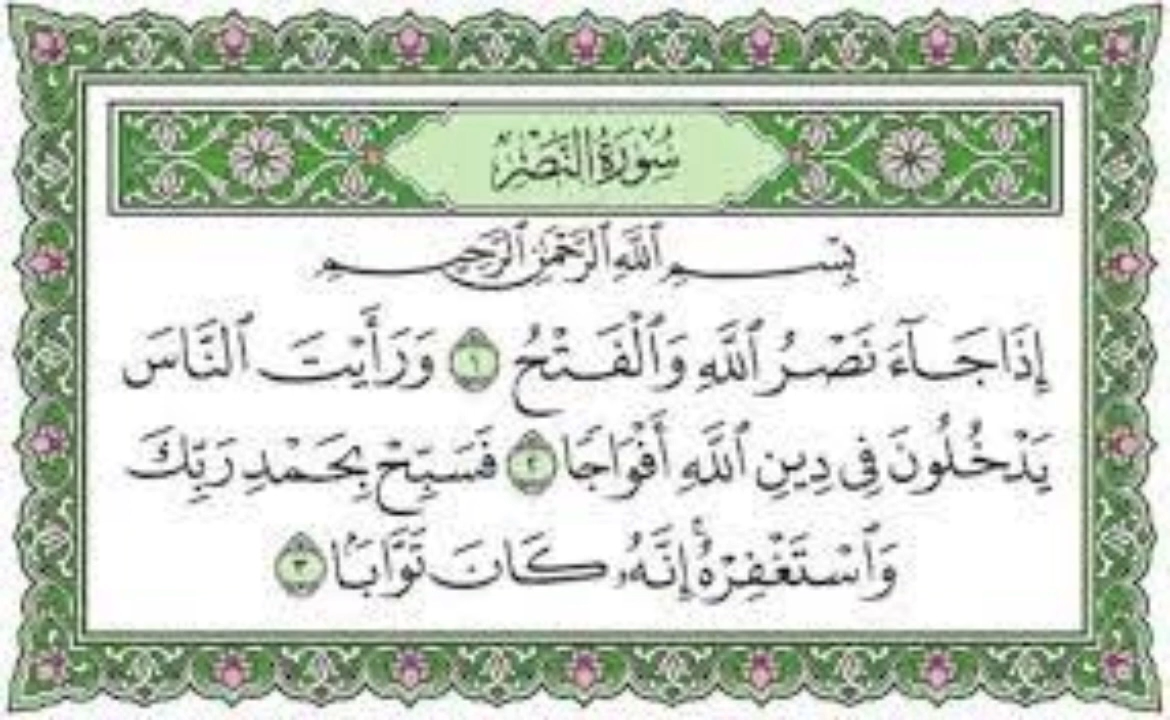 سُورَةُ النَّصْرِ
بِسْمِ ٱللَّهِ ٱلرَّحْمَٰنِ ٱلرَّحِيمِ
إِذَا جَآءَ نَصْرُ ٱللَّهِ وَٱلْفَتْحُ ١ وَرَأَيْتَ ٱلنَّاسَ
يَدْخُلُونَ فِى دِينِ ٱللَّهِ أَفْوَاجًا ٢ فَسَبِّحْ بِحَمْدِ رَبِّكَ
وَٱسْتَغْفِرْهُ ۚ إِنَّهُۥ كَانَ تَوَّابًۢا ٣